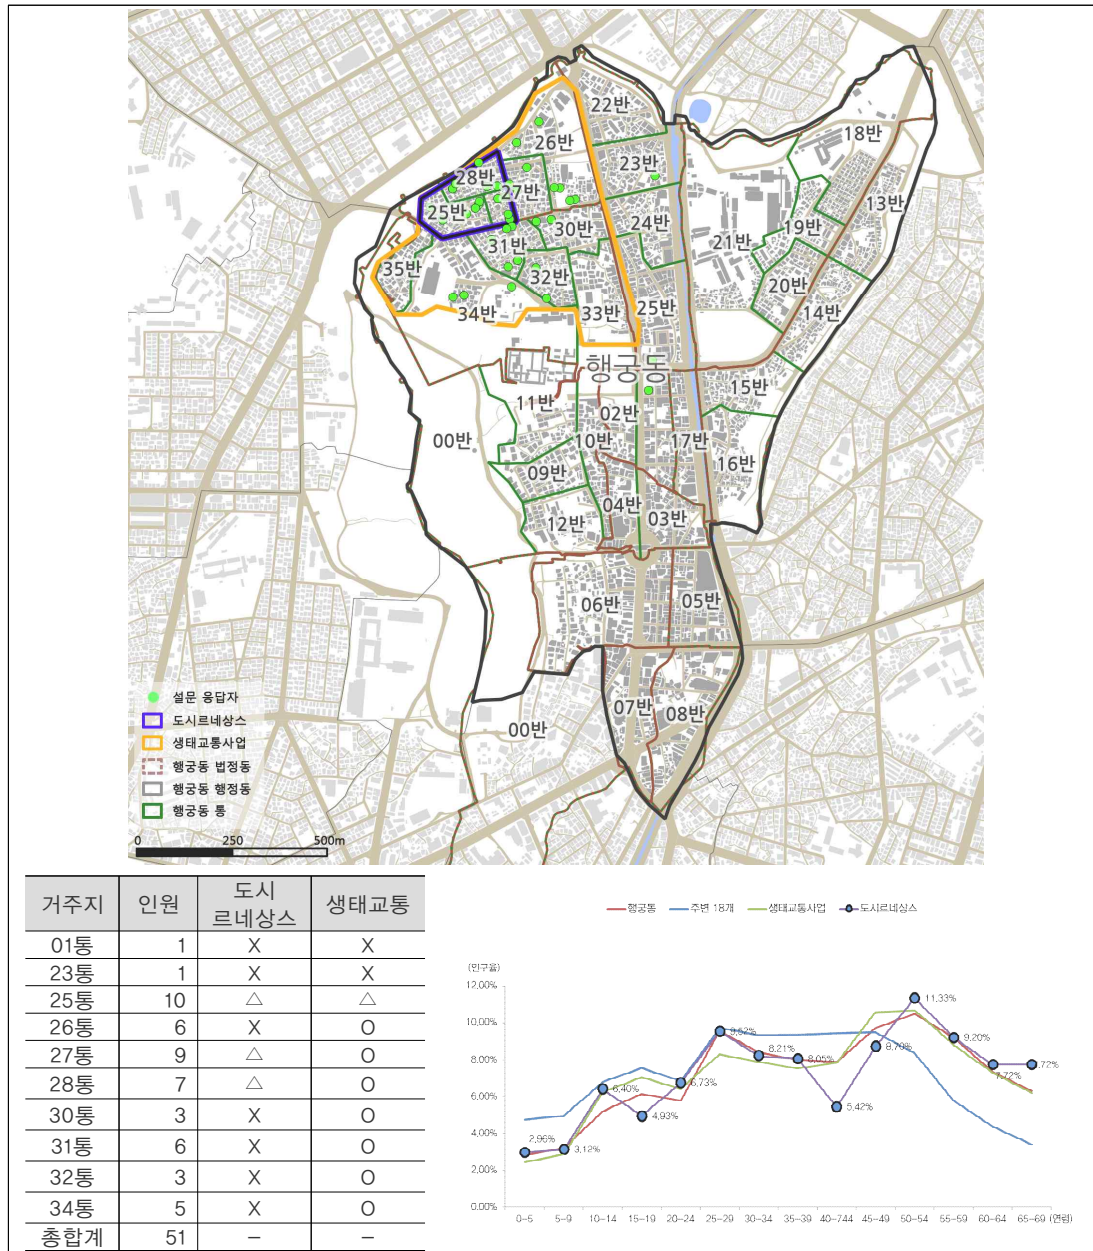 22반
18반
26반
23반
28반
27반
13반
25반
19반
24반
30반
21반
31반
35반
32반
20반
25반
33반
14반
34반
행궁동
15반
11반
02반
00반
10반
17반
16반
09반
04반
03반
12반
06반
05반
07반
08반
00반
설문 응답자
도시르네상스
생태교통사업
행궁동 법정동
행궁동 행정동
행궁동 통
0 250 500m
거주지 인원 도시르네상스 생태교통
01통 1 X X
23통 1 X X
25통 10 △ △
26통 6 X O
27통 9 △ O
28통 7 △ O
30통 3 X O
31통 6 X O
32통 3 X O
34통 5 X O
총합계 51 – –
행궁동 주변 18개 생태교통사업 도시르네상스
(인구율)
12.00%
10.00%
8.00%
6.00%
4.00%
2.00%
0.00%
2.96%
3.12%
6.40%
4.93%
6.73%
9.52%
8.21%
8.05%
5.42%
8.70%
11.33%
9.20%
7.72%
7.72%
0-5 5-9 10-14 15-19 20-24 25-29 30-34 35-39 40-744 45-49 50-54 55-59 60-64 65-69 (연령)